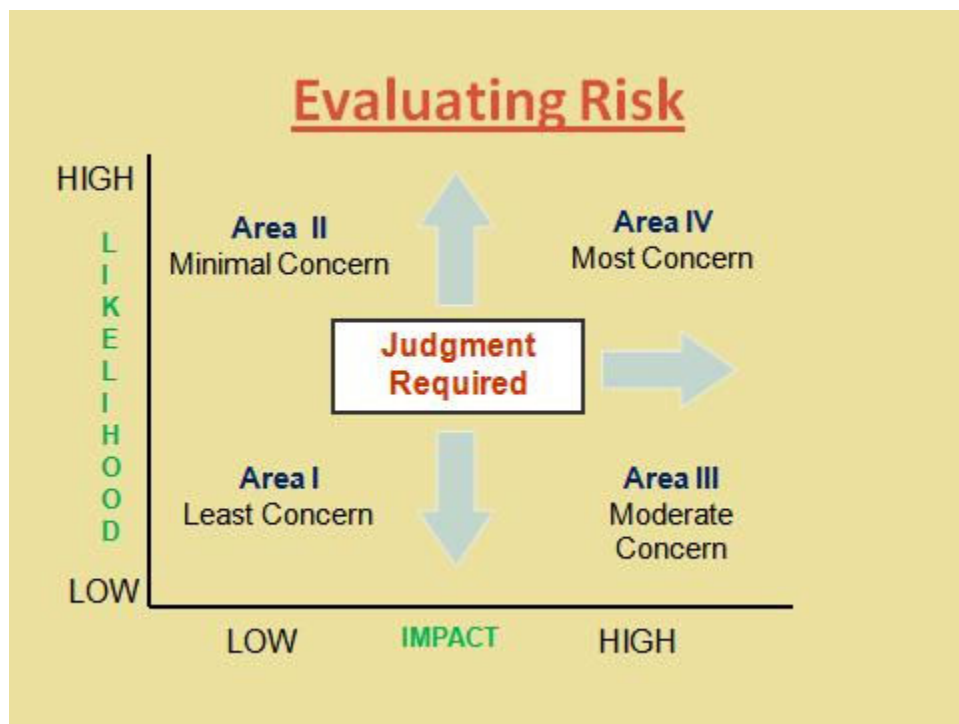 Evaluating Risk
HIGH
Area II
Minimal Concern
Area IV
Most Concern
LIKELIHOOD
Judgment
Required
Area I
Least Concern
Area III
Moderate
Concern
LOW
LOW
IMPACT
HIGH